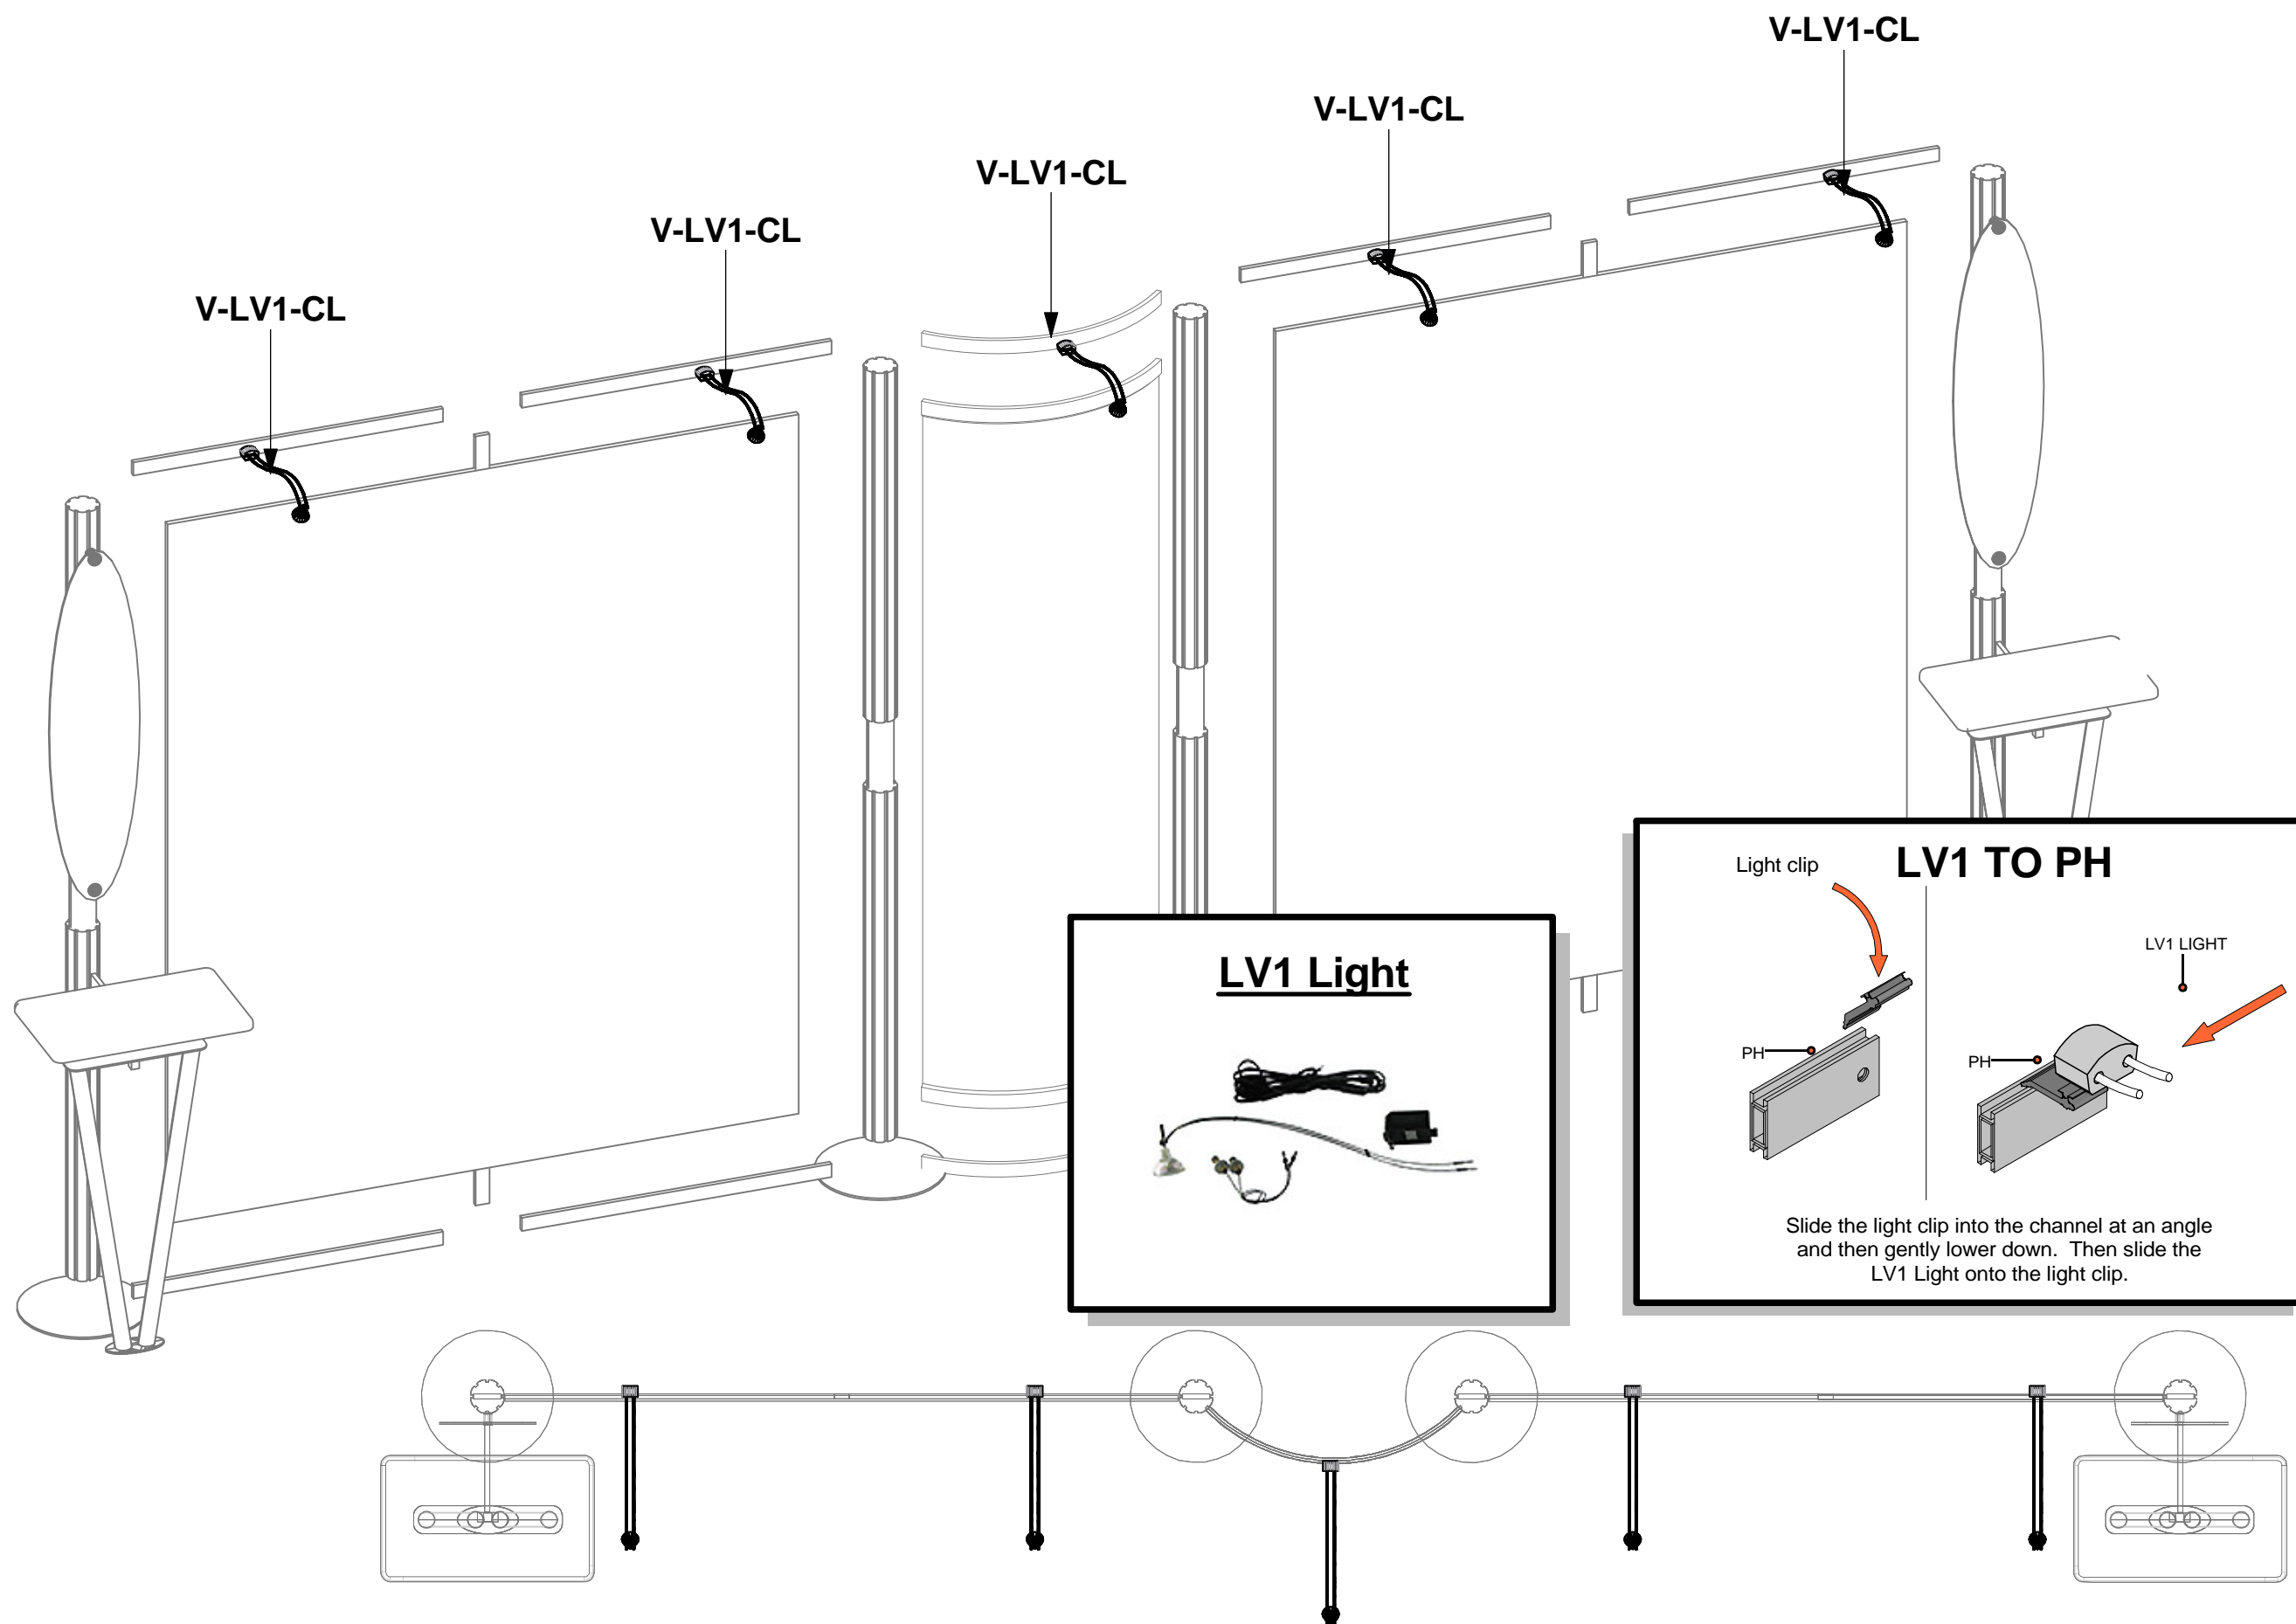 V-LV1-CL
V-LV1-CL
V-LV1-CL
V-LV1-CL
V-LV1-CL
LV1 TO PH
Light clip
LV1 LIGHT
PH
PH
Slide the light clip into the channel at an angle
and then gently lower down. Then slide the
LV1 Light onto the light clip.
LV1 Light